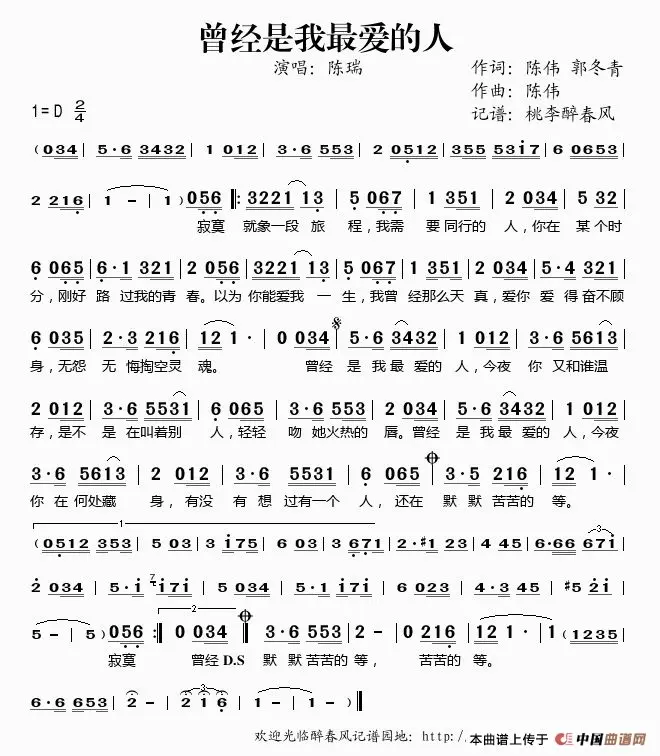 曾经是我最爱的人
演唱：陈瑞
作词：陈伟 郭冬青
作曲：陈伟
1=D 2/4
记谱：桃李醉春风
(034 | 5·6 3432 | 1 012 | 3·6 553 | 2 0512 | 355 5317 | 6 0653 |
2 216 | 1 - | 1) 056 ‖: 3221 13 | 5 067 | 1 351 | 2 034 | 5 32 |
寂寞 就象一段 旅 程，我需 要同行的 人，你在 某个时
6 065 | 6·1 321 | 2 056 | 3221 13 | 5 067 | 1 351 | 2 034 | 5·4 321 |
分，刚好 路 过我的青春。以为 你能爱我 一 生，我曾 经那么天 真，爱你 爱 得奋不顾
6 035 | 2·3 216 | 12 1· | 0 034 | 5·6 3432 | 1 012 | 3·6 5613 |
身，无怨 无 悔掏空灵 魂。 曾经 是 我最 爱的人，今夜 你 又和谁温
2 012 | 3·6 5531 | 6 065 | 3·6 553 | 2 034 | 5·6 3432 | 1 012 |
存，是不 是 在叫着别 人，轻轻 吻 她火热的 唇。曾经 是 我最 爱的人，今夜
3·6 5613 | 2 012 | 3·6 5531 | 6 065 | 3·5 216 | 12 1· |
你 在何处藏 身，有没 有 想 过有一个 人，还在 默 默苦苦的 等。
1
(0512 353 | 5 03 | 3 175 | 6 03 | 3 671 | 2·#1 23 | 4 45 | 6·66 671 |
3
2 034 | 5·1 7 171 | 5·1 171 | 6 023 | 4·3 16 | #5 21 |
2
5 - | 5) 056 :‖ 0 034 ‖ 3·6 553 | 2 - | 0 216 | 12 1· | 1 (1235 |
寂寞 曾经 D.S 默 默苦苦的 等， 苦苦的 等。
3
6·6 653 | 2 - | 2 1 6 | 1 -) ‖
欢迎光临醉春风记谱园地：http:/.
本曲谱上传于 中国曲谱网